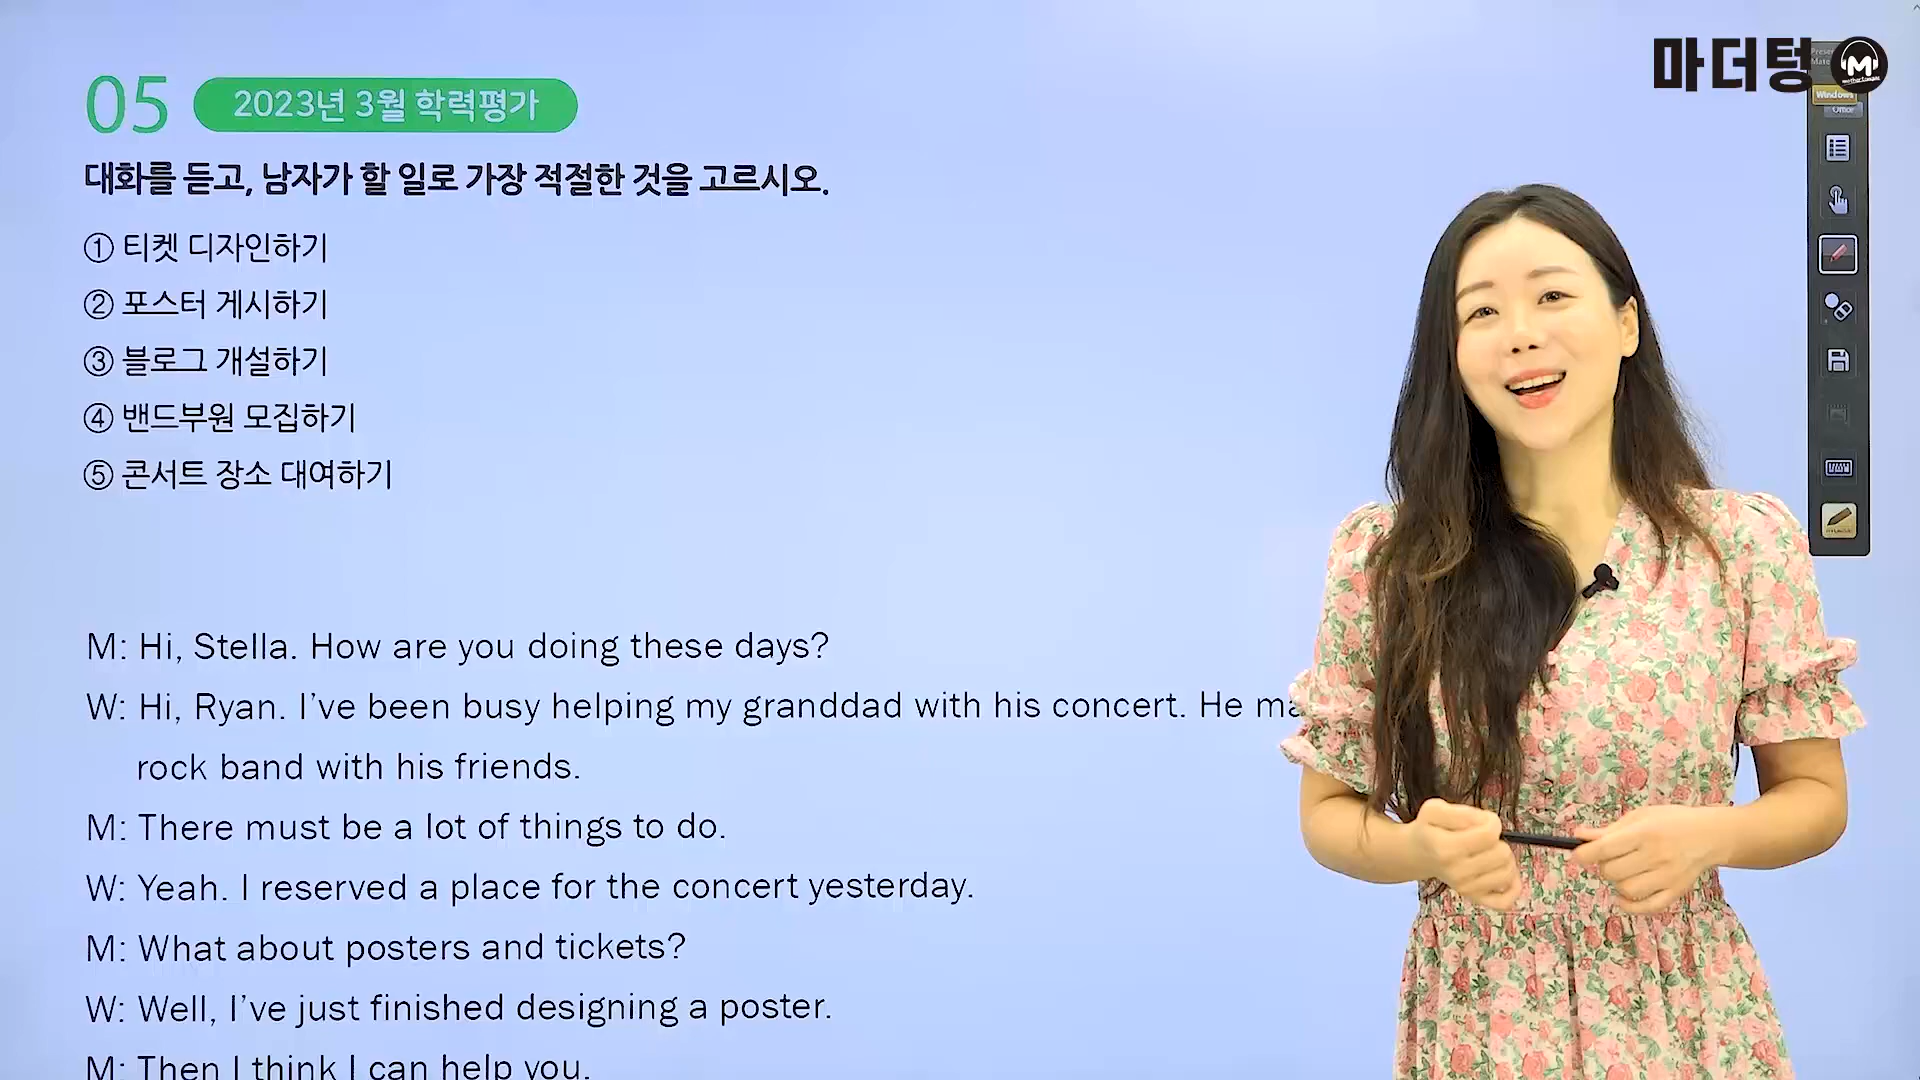 마더텅
05 2023년 3월 학력평가
대화를 듣고, 남자가 할 일로 가장 적절한 것을 고르시오.
① 티켓 디자인하기
② 포스터 게시하기
③ 블로그 개설하기
④ 밴드부원 모집하기
⑤ 콘서트 장소 대여하기
M: Hi, Stella. How are you doing these days?
W: Hi, Ryan. I've been busy helping my granddad with his concert. He
rock band with his friends.
M: There must be a lot of things to do.
W: Yeah. I reserved a place for the concert yesterday.
M: What about posters and tickets?
W: Well, I've just finished designing a poster.
M: Then I think I can help you.
Windows
Office